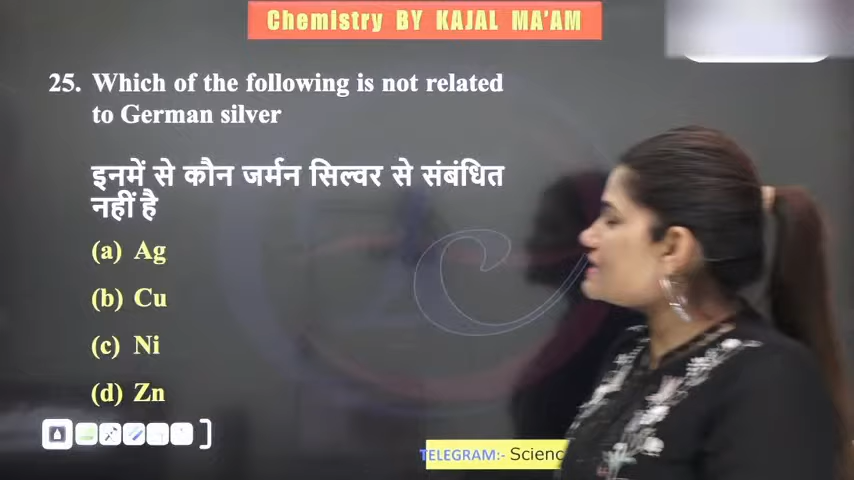 Chemistry BY KAJAL MA'AM
25. Which of the following is not related
to German silver
इनमें से कौन जर्मन सिल्वर से संबंधित
नहीं है
(a) Ag
(b) Cu
(c) Ni
(d) Zn
TELEGRAM:- Scienc